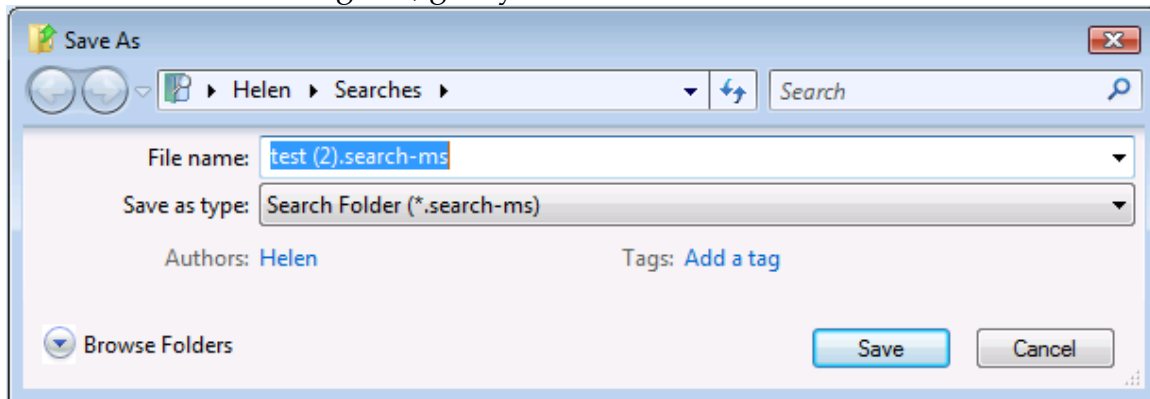 Save As
Helen Searches Search
File name: test (2).search-ms
Save as type: Search Folder (*.search-ms)
Authors: Helen Tags: Add a tag
Browse Folders Save Cancel